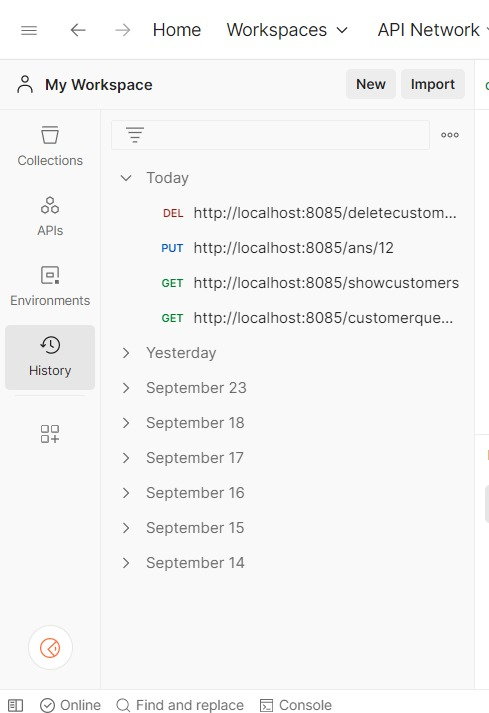 Home Workspaces API Network
My Workspace New Import
Collections
APIs
Environments
History
Today
DEL http://localhost:8085/deletecustom...
PUT http://localhost:8085/ans/12
GET http://localhost:8085/showcustomers
GET http://localhost:8085/customerque...
Yesterday
September 23
September 18
September 17
September 16
September 15
September 14
Online Find and replace Console